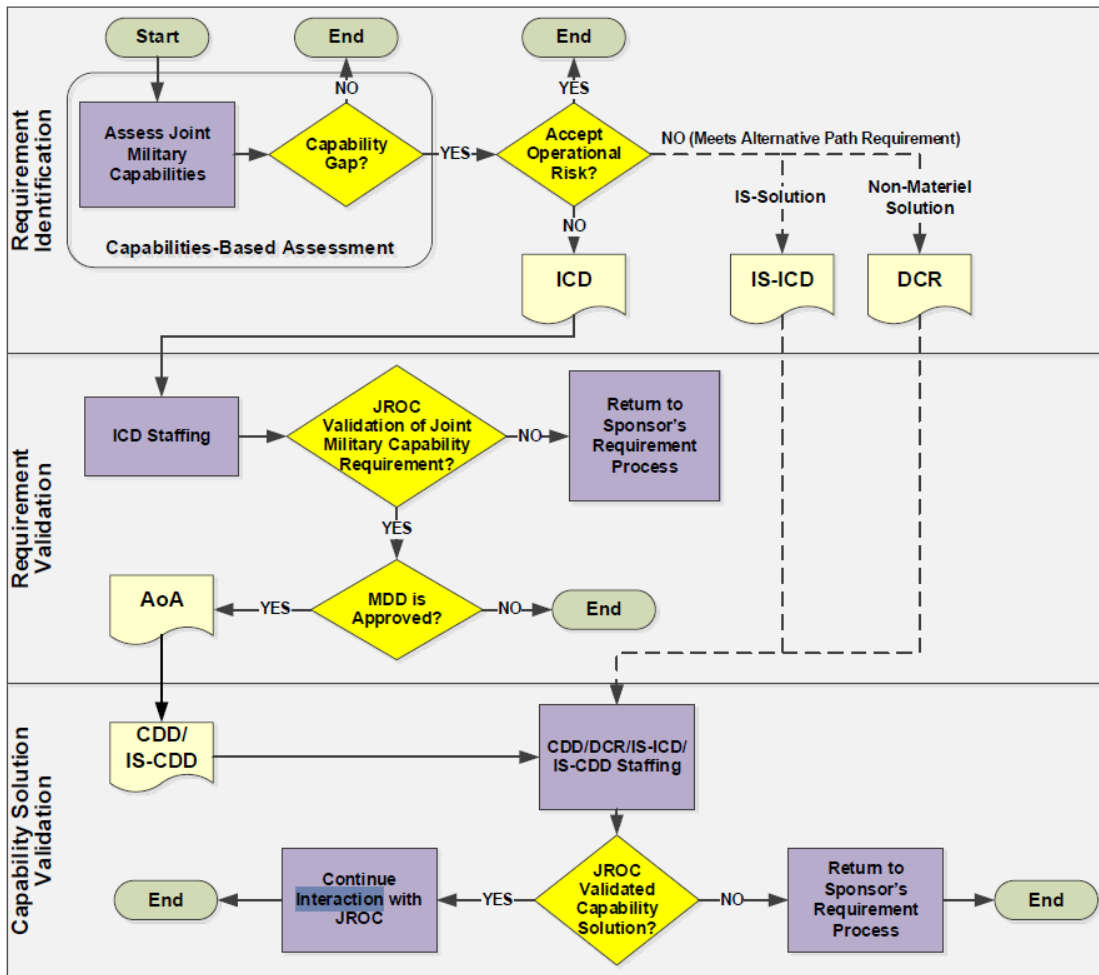 Requirement
Identification
Start
End
End
NO
YES
Assess Joint
Military
Capabilities
Capability
Gap?
YES
Accept
Operational
Risk?
NO (Meets Alternative Path Requirement)
IS-Solution
Non-Materiel
Solution
NO
Capabilities-Based Assessment
ICD
IS-ICD
DCR
Requirement
Validation
ICD Staffing
JROC
Validation of Joint
Military Capability
Requirement?
NO
Return to
Sponsor's
Requirement
Process
YES
AoA
YES
MDD is
Approved?
NO
End
Capability Solution
Validation
CDD/
IS-CDD
CDD/DCR/IS-ICD/
IS-CDD Staffing
End
Continue
Interaction with
JROC
YES
JROC
Validated
Capability
Solution?
NO
Return to
Sponsor's
Requirement
Process
End